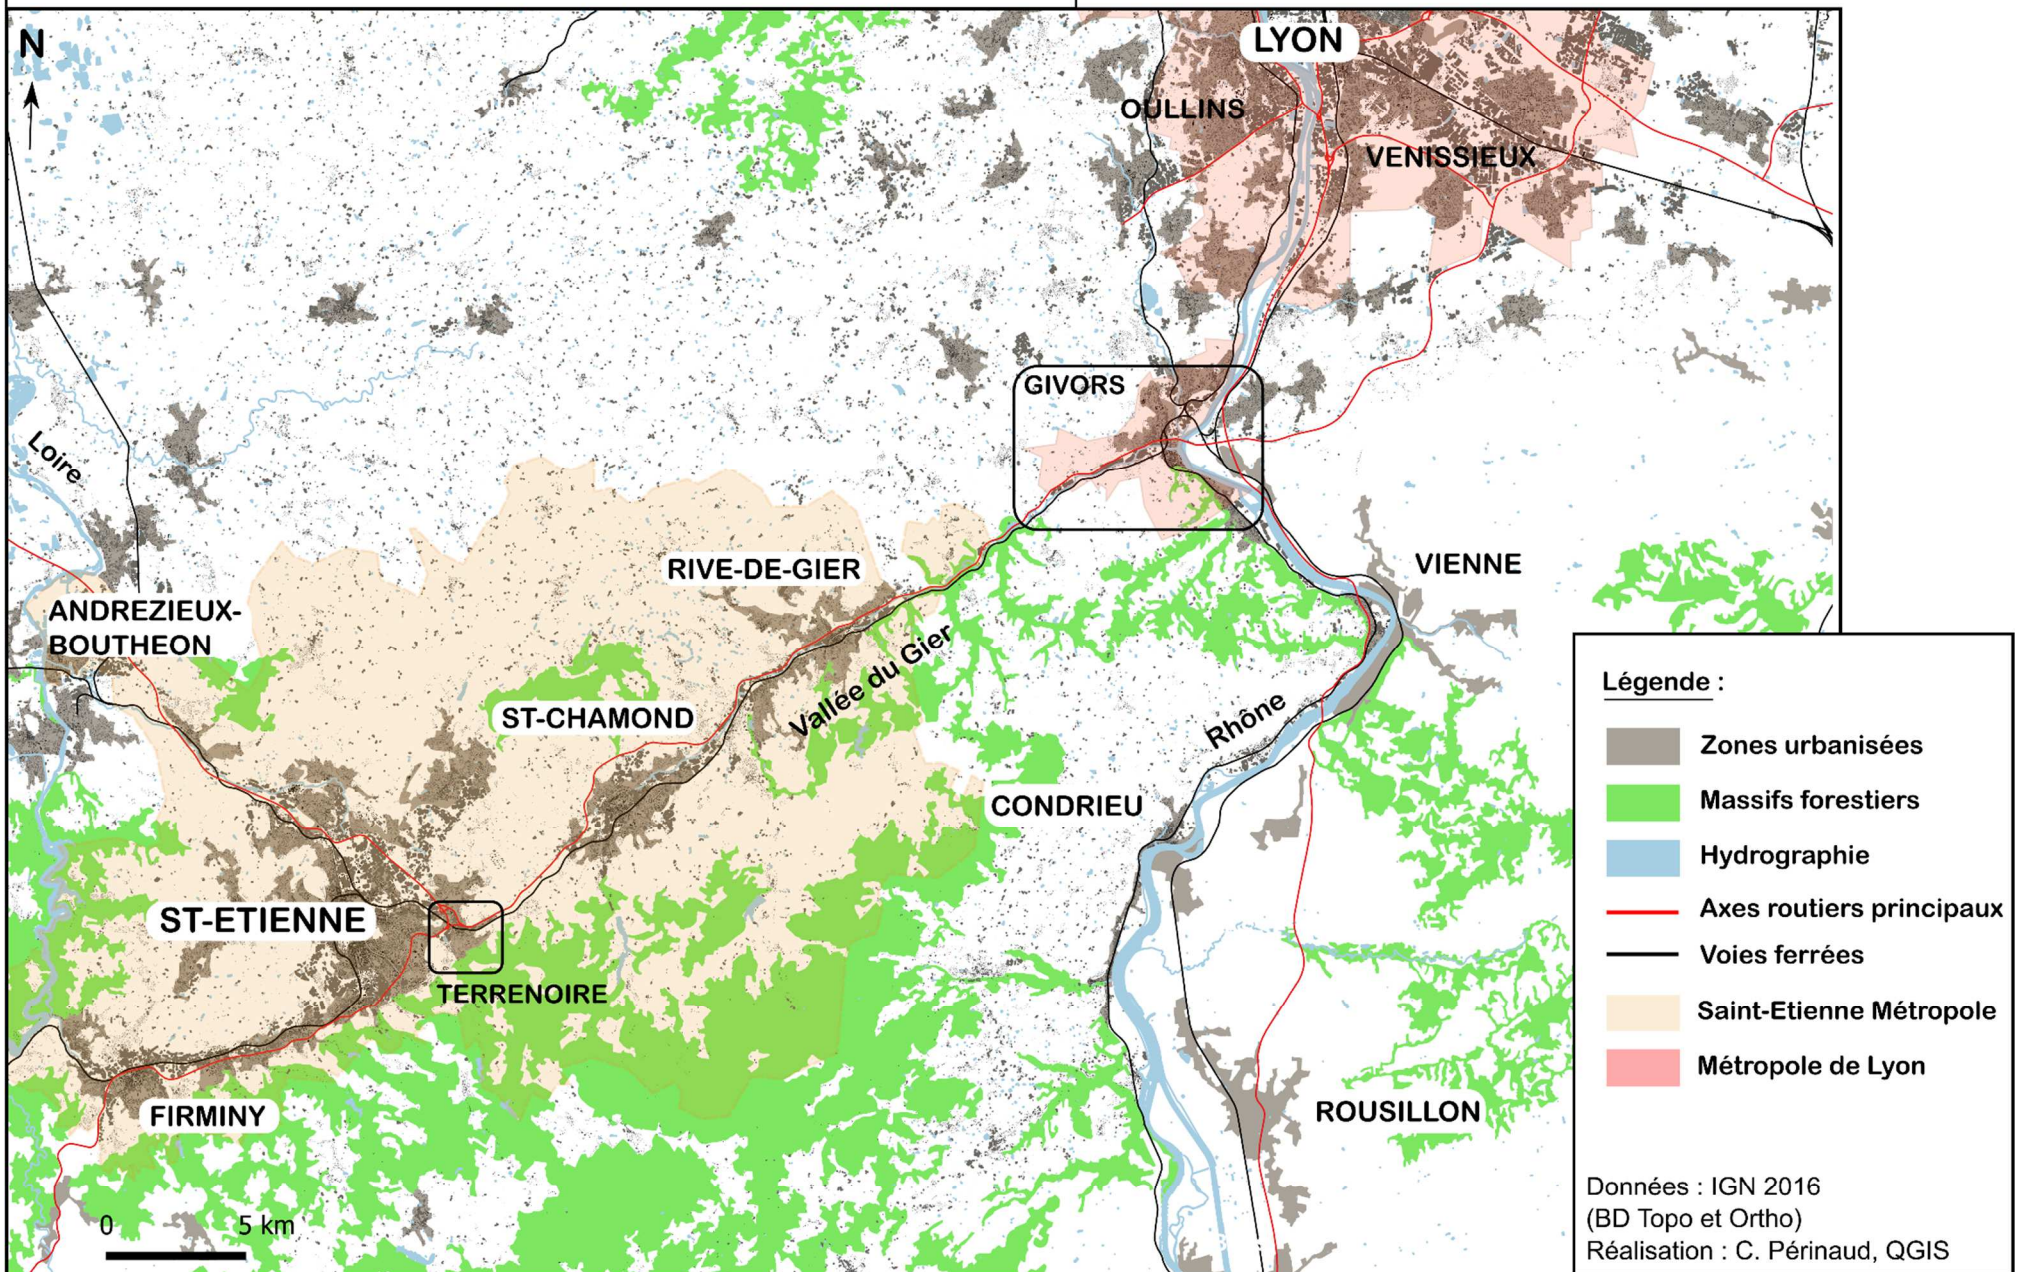 N
LYON
OULLINS
VENISSIEUX
GIVORS
Loire
RIVE-DE-GIER
VIENNE
ANDREZIEUX-
BOUTHEON
Vallée du Gier
ST-CHAMOND
Rhône
CONDRIEU
ST-ETIENNE
TERRENOIRE
FIRMINY
ROUSILLON
0 5 km
Légende :
Zones urbanisées
Massifs forestiers
Hydrographie
Axes routiers principaux
Voies ferrées
Saint-Etienne Métropole
Métropole de Lyon
Données : IGN 2016
(BD Topo et Ortho)
Réalisation : C. Périnaud, QGIS